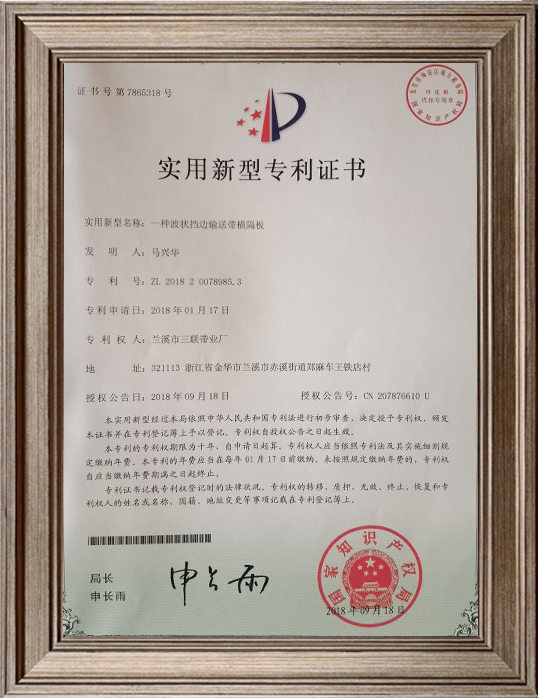 证书号第7865318号
印花税
代扣专用章
实用新型专利证书
实用新型名称：一种波状挡边输送带横隔板
发明人：马兴华
专利号：ZL 2018 2 0078985.3
专利申请日：2018年01月17日
专利权人：兰溪市三联带业厂
地址：321113 浙江省金华市兰溪市赤溪街道郑麻车王铁店村
授权公告日：2018年09月18日 授权公告号：CN 207876610 U
本实用新型经过本局依照中华人民共和国专利法进行初步审查，决定授予专利权，颁发
本证书并在专利登记簿上予以登记。专利权自授权公告之日起生效。
本专利的专利权期限为十年，自申请日起算。专利权人应当依照专利法及其实施细则规
定缴纳年费。本专利的年费应当在每年01月17日前缴纳。未按照规定缴纳年费的，专利权
自应当缴纳年费期满之日起终止。
专利证书记载专利权登记时的法律状况。专利权的转移、质押、无效、终止、恢复和专
利权人的姓名或名称、国籍、地址变更等事项记载在专利登记簿上。
局长
申长雨
申长雨
国家知识产权局
2018年09月18日